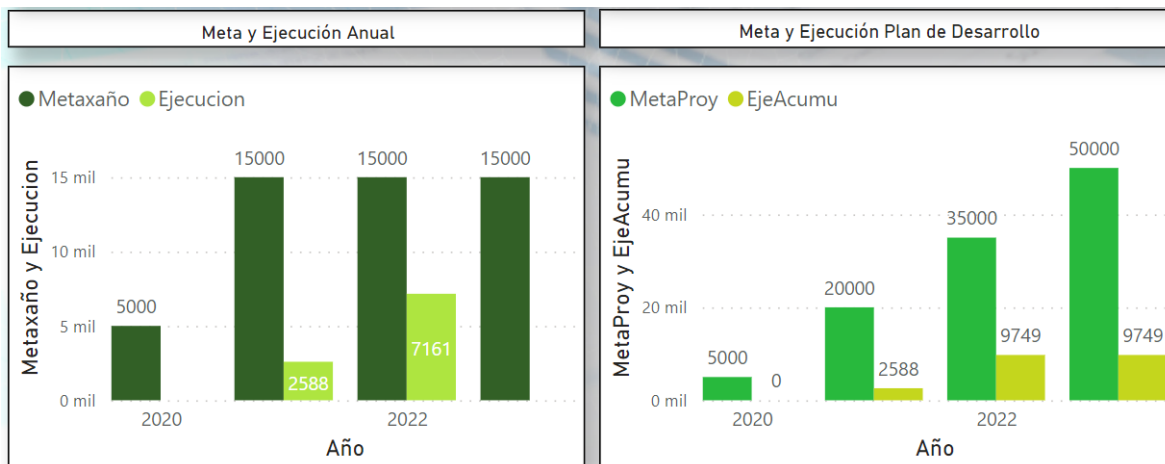 Meta y Ejecución Anual
Metaxaño Ejecucion
Metaxaño y Ejecucion
15 mil
10 mil
5 mil
0 mil
5000
15000
2588
15000
7161
15000
2020
2022
Año
Meta y Ejecución Plan de Desarrollo
MetaProy EjeAcumu
MetaProy y EjeAcumu
40 mil
20 mil
0 mil
5000
0
20000
2588
35000
9749
50000
9749
2020
2022
Año